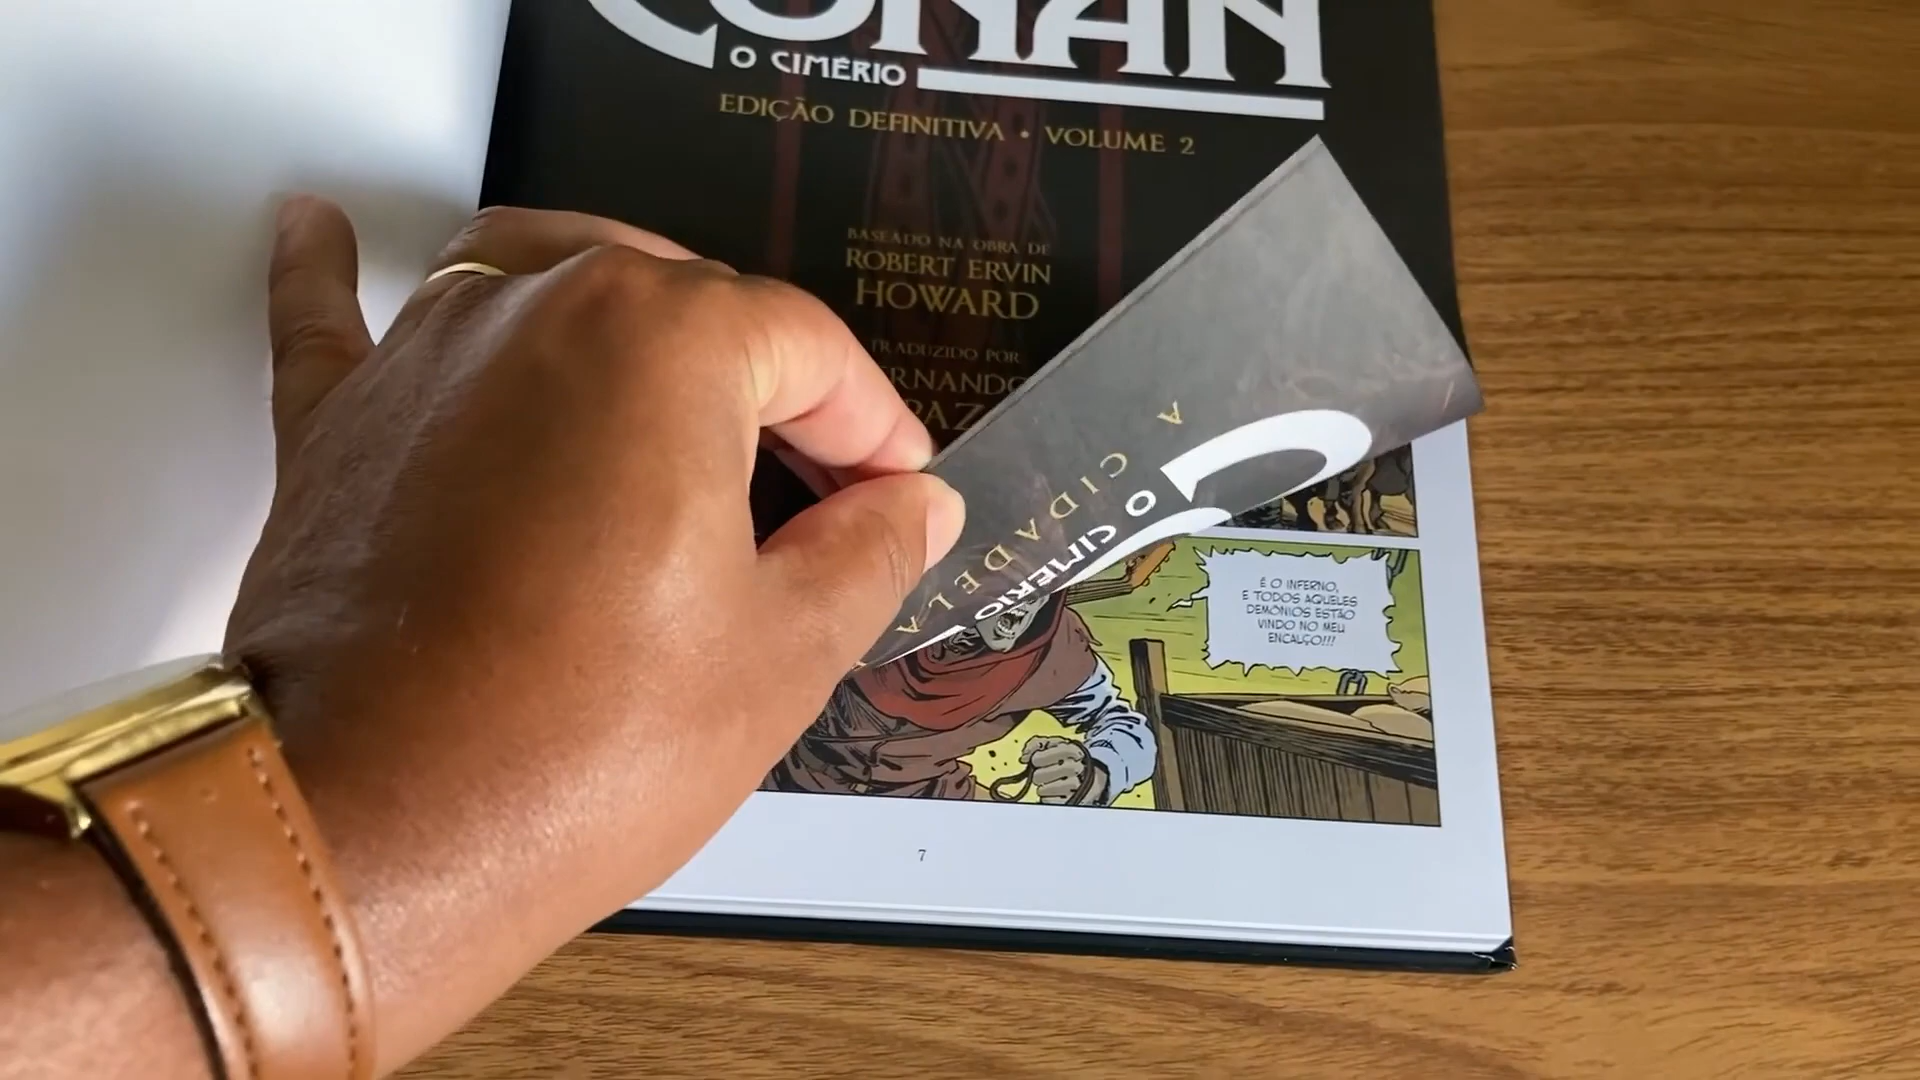 CONAN
O CIMÉRIO
EDIÇÃO DEFINITIVA • VOLUME 2
BASEADO NA OBRA DE
ROBERT ERVIN
HOWARD
TRADUZIDO POR
PAZ
O CIMÉRIO
A CIDADELA
É O INFERNO,
E TODOS AQUELES
DEMÔNIOS ESTÃO
VINDO NO MEU
ENCALÇO!!!
7